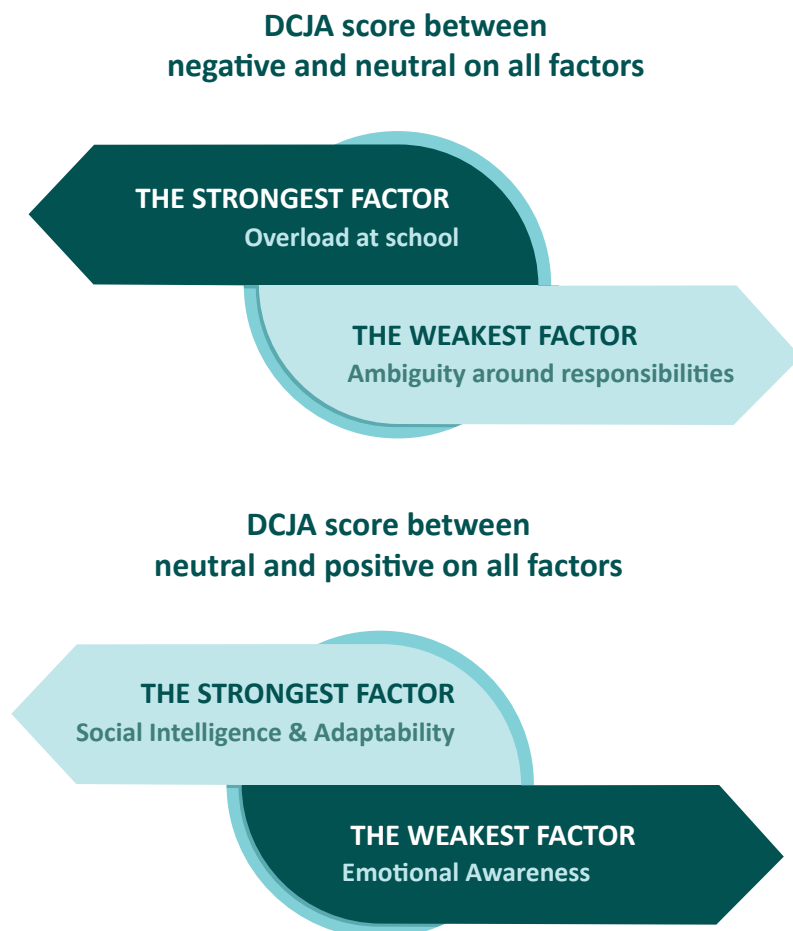 DCJA score between
negative and neutral on all factors
THE STRONGEST FACTOR
Overload at school
THE WEAKEST FACTOR
Ambiguity around responsibilities
DCJA score between
neutral and positive on all factors
THE STRONGEST FACTOR
Social Intelligence & Adaptability
THE WEAKEST FACTOR
Emotional Awareness